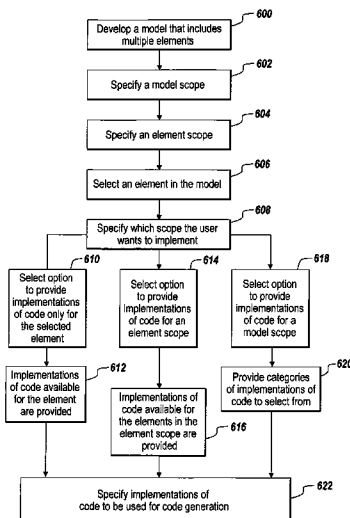 600
Develop a model that includes
multiple elements
602
Specify a model scope
604
Specify an element scope
606
Select an element in the model
608
Specify which scope the user
wants to implement
610
Select option
to provide
implementations
of code only for
the selected
element
614
Select option
to provide
implementations
of code for an
element scope
618
Select option
to provide
implementations
of code for a
model scope
612
Implementations
of code available
for the element
are provided
616
Implementations of
code available for
the elements in the
element scope are
provided
620
Provide categories
of implementations of
code to select from
622
Specify implementations of
code to be used for code generation